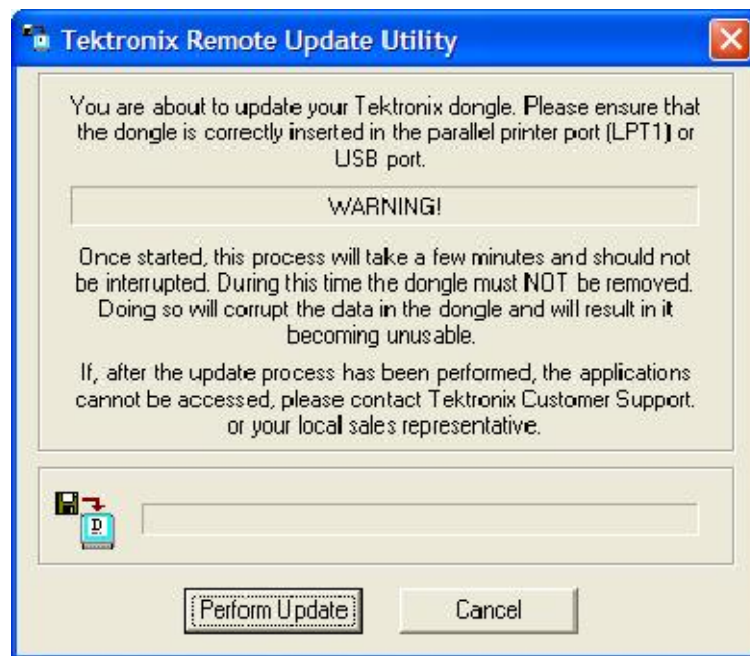 Tektronix Remote Update Utility
You are about to update your Tektronix dongle. Please ensure that
the dongle is correctly inserted in the parallel printer port (LPT1) or
USB port.
WARNING!
Once started, this process will take a few minutes and should not
be interrupted. During this time the dongle must NOT be removed.
Doing so will corrupt the data in the dongle and will result in it
becoming unusable.
If, after the update process has been performed, the applications
cannot be accessed, please contact Tektronix Customer Support.
or your local sales representative.
D
Perform Update
Cancel